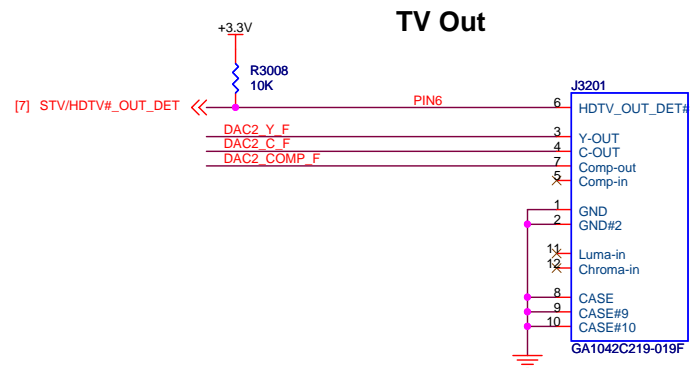 TV Out
+3.3V
R3008
10K
J3201
[7] STV/HDTV#_OUT_DET
PIN6
6 HDTV_OUT_DET#
DAC2_Y_F
3 Y-OUT
DAC2_C_F
4 C-OUT
DAC2_COMP_F
7 Comp-out
5 Comp-in
1 GND
2 GND#2
11 Luma-in
12 Chroma-in
8 CASE
9 CASE#9
10 CASE#10
GA1042C219-019F